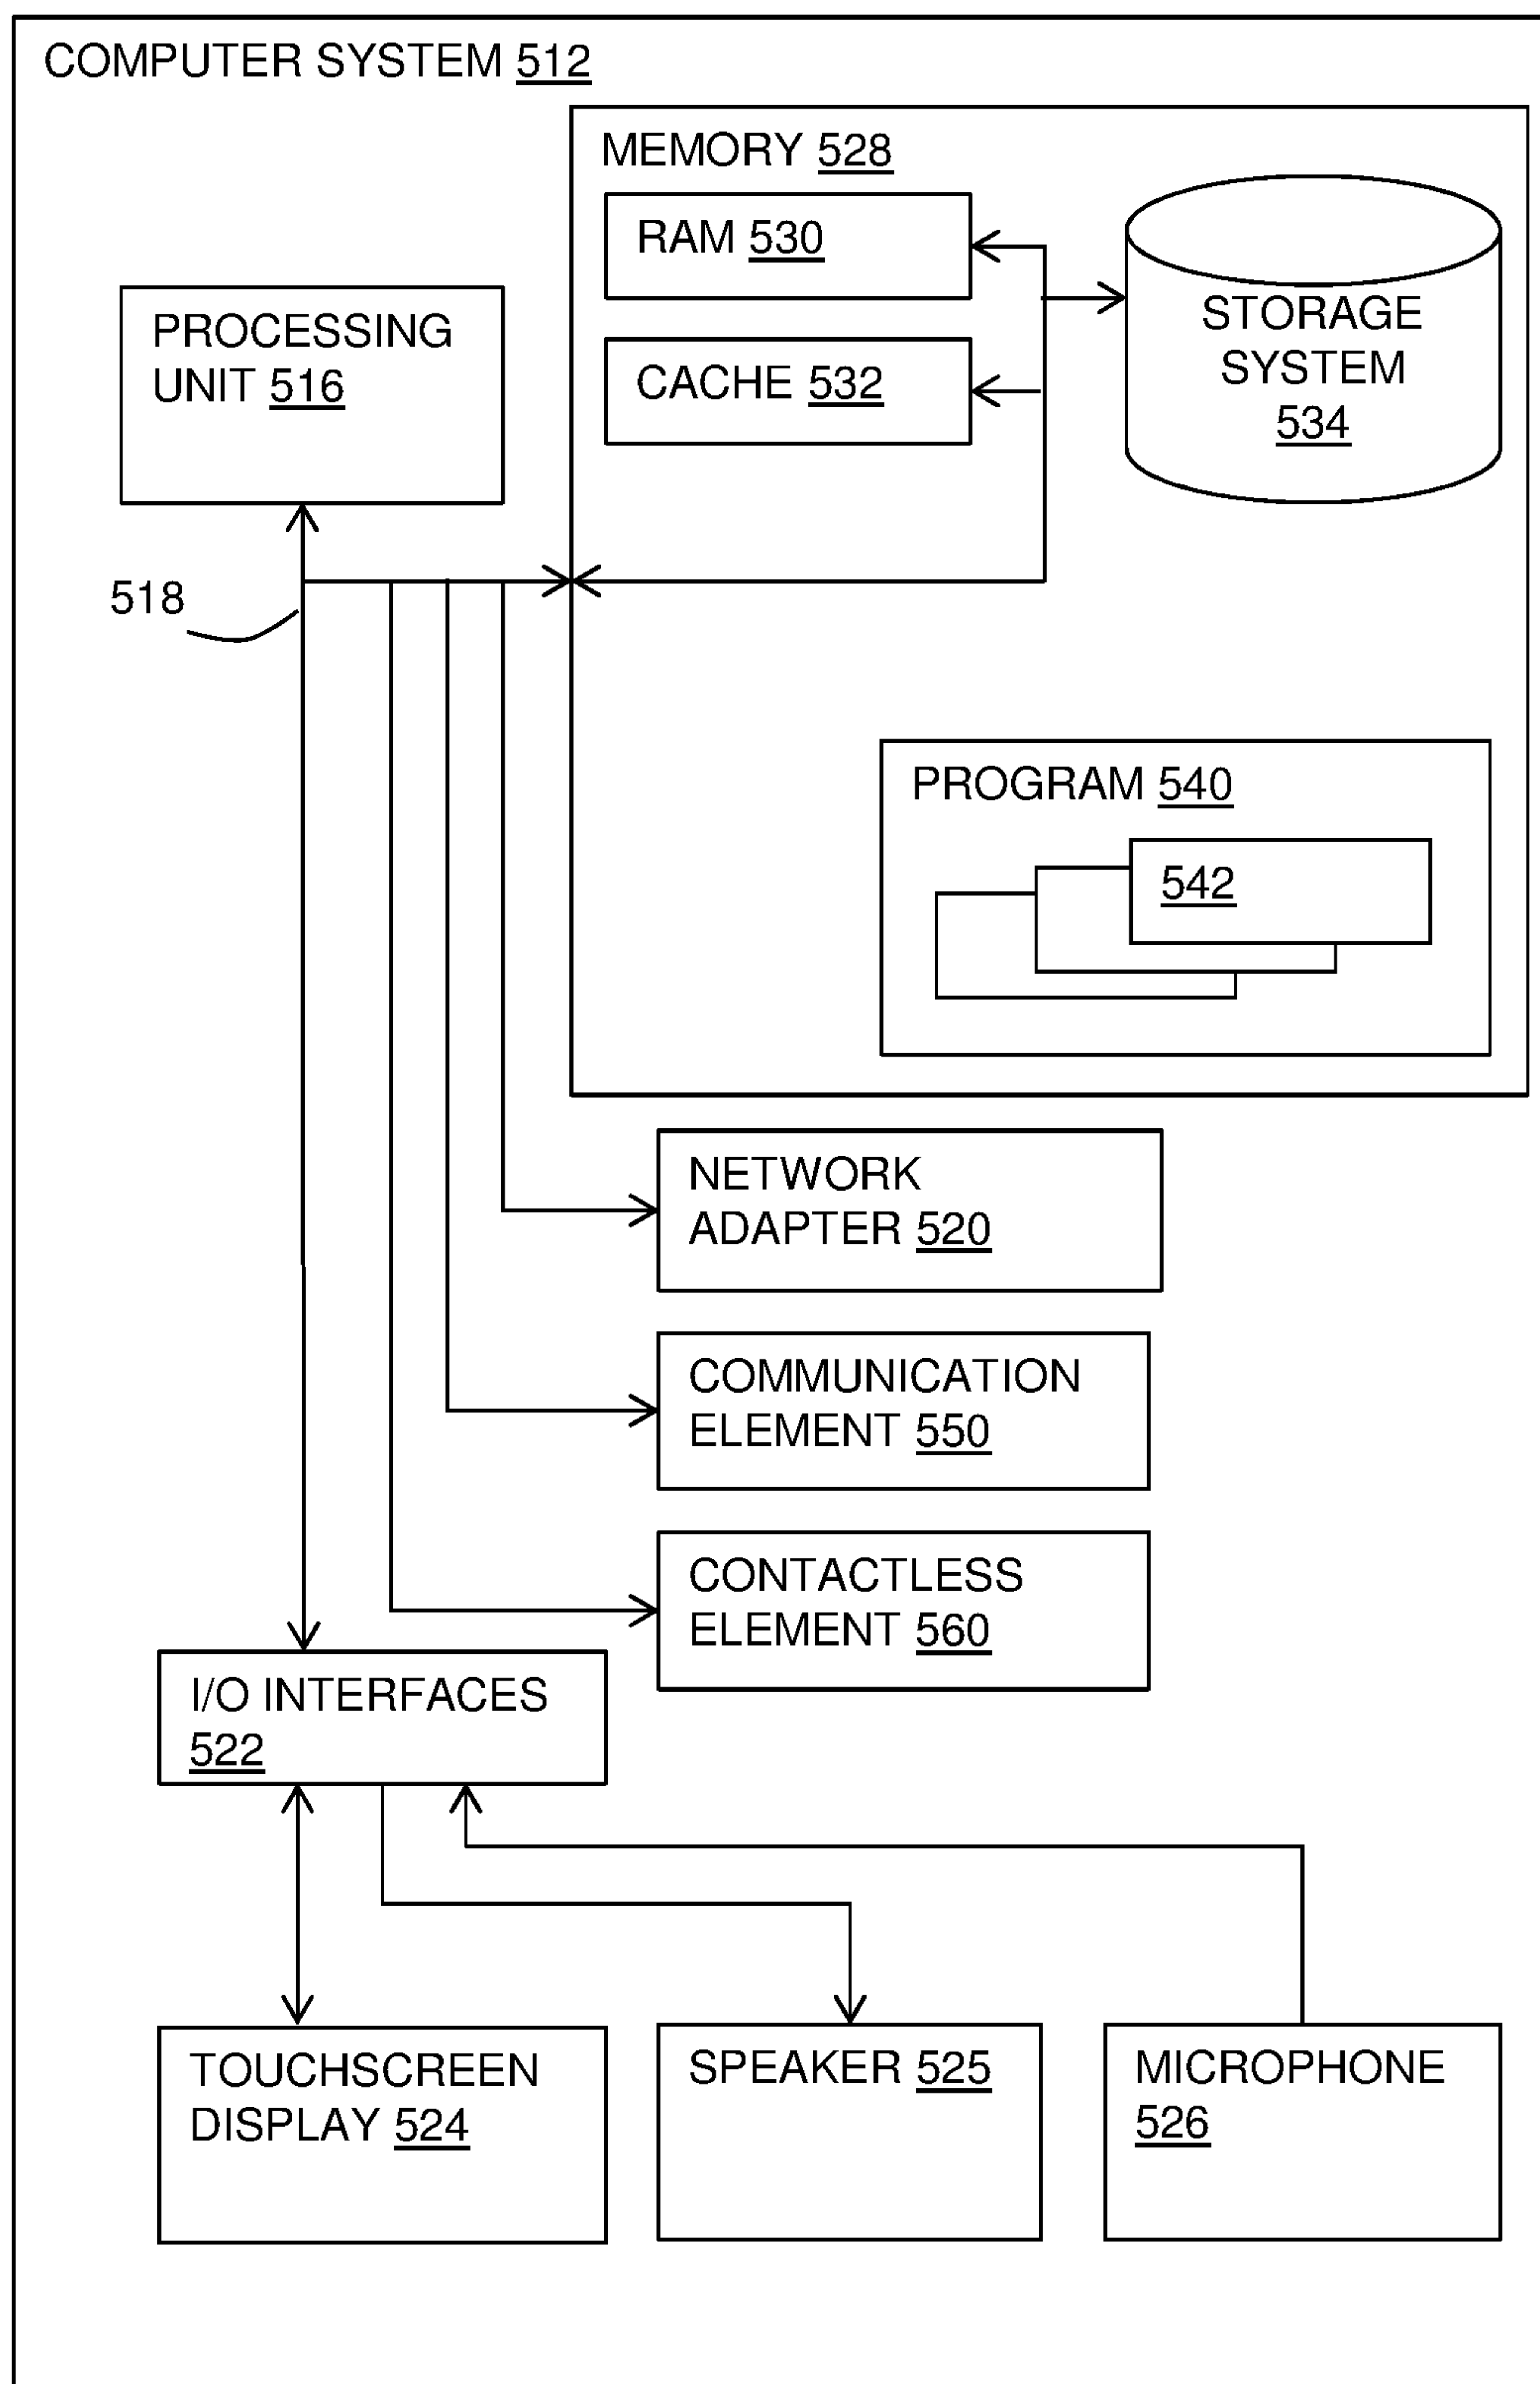 COMPUTER SYSTEM 512
MEMORY 528
RAM 530
CACHE 532
STORAGE
SYSTEM
534
PROCESSING
UNIT 516
518
PROGRAM 540
542
NETWORK
ADAPTER 520
COMMUNICATION
ELEMENT 550
CONTACTLESS
ELEMENT 560
I/O INTERFACES
522
TOUCHSCREEN
DISPLAY 524
SPEAKER 525
MICROPHONE
526